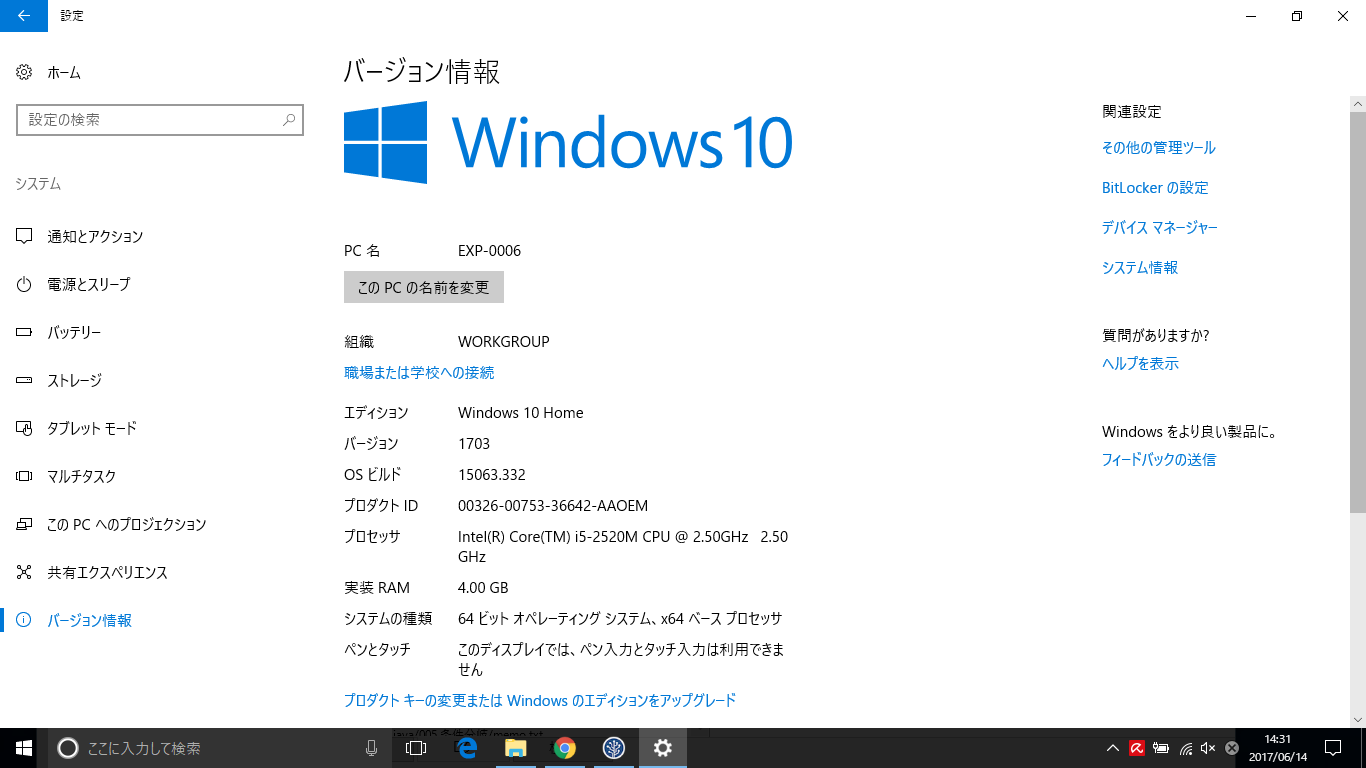 設定
ホーム
設定の検索
システム
通知とアクション
電源とスリープ
バッテリー
ストレージ
タブレット モード
マルチタスク
この PC へのプロジェクション
共有エクスペリエンス
バージョン情報
バージョン情報
Windows 10
PC 名 EXP-0006
この PC の名前を変更
組織 WORKGROUP
職場または学校への接続
エディション Windows 10 Home
バージョン 1703
OS ビルド 15063.332
プロダクト ID 00326-00753-36642-AAOEM
プロセッサ Intel(R) Core(TM) i5-2520M CPU @ 2.50GHz 2.50
GHz
実装 RAM 4.00 GB
システムの種類 64 ビット オペレーティング システム、x64 ベース プロセッサ
ペンとタッチ このディスプレイでは、ペン入力とタッチ入力は利用できま
せん
プロダクト キーの変更または Windows のエディションをアップグレード
関連設定
その他の管理ツール
BitLocker の設定
デバイス マネージャー
システム情報
質問がありますか?
ヘルプを表示
Windows をより良い製品に。
フィードバックの送信
ここに入力して検索
14:31
2017/06/14